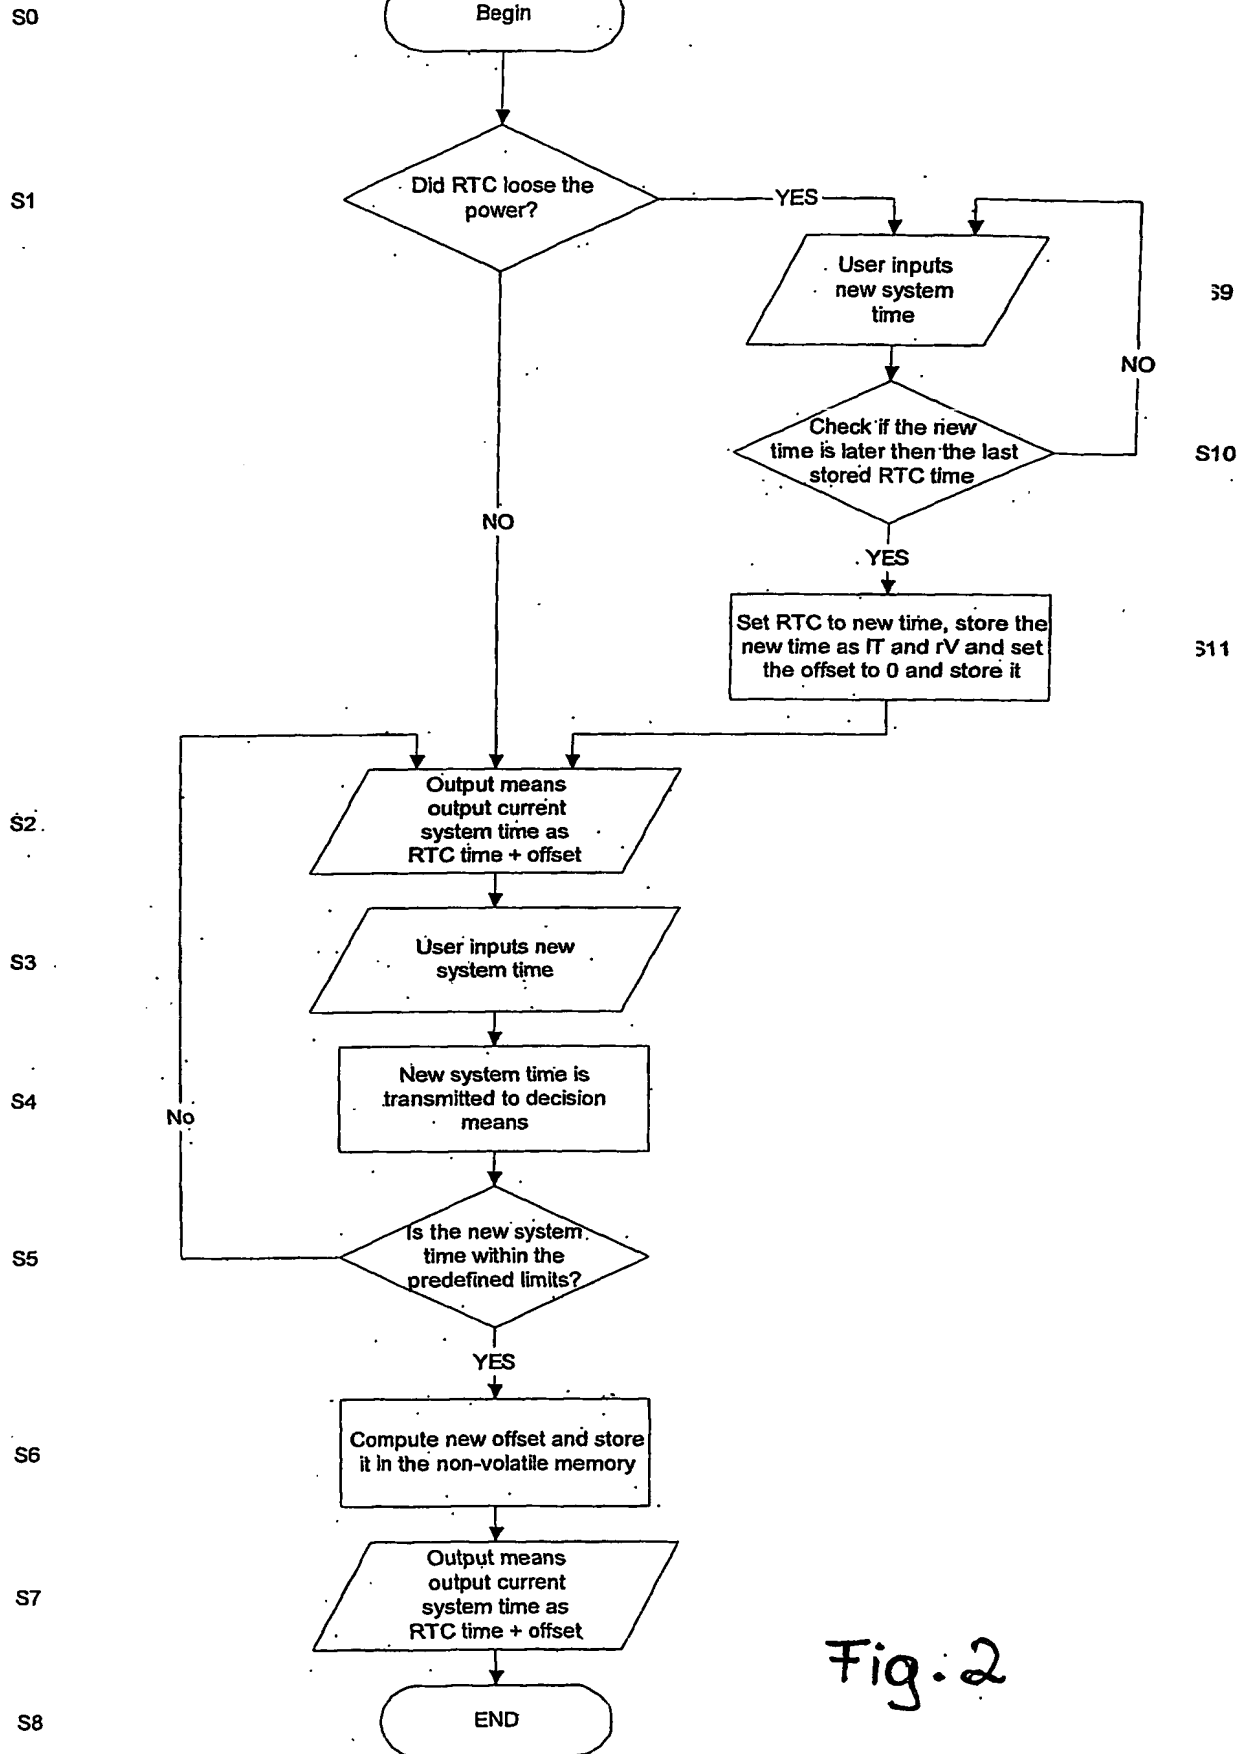 S0
Begin
S1
Did RTC loose the
power?
YES
User inputs
new system
time
S9
NO
Check if the new
time is later then the last
stored RTC time
S10
NO
YES
Set RTC to new time, store the
new time as lT and rV and set
the offset to 0 and store it
S11
S2
Output means
output current
system time as
RTC time + offset
S3
User inputs new
system time
S4
New system time is
transmitted to decision
means
No
S5
Is the new system
time within the
predefined limits?
YES
S6
Compute new offset and store
it in the non-volatile memory
S7
Output means
output current
system time as
RTC time + offset
Fig. 2
S8
END